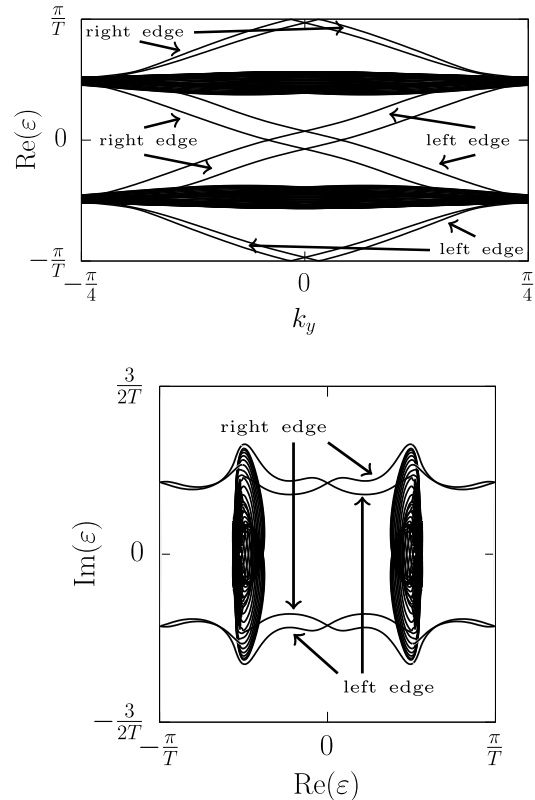 π/T
right edge
Re(ε)
0
right edge
left edge
left edge
−π/T
−π/4
0
π/4
k_y
3/2T
right edge
Im(ε)
0
left edge
−3/2T
−π/T
0
π/T
Re(ε)